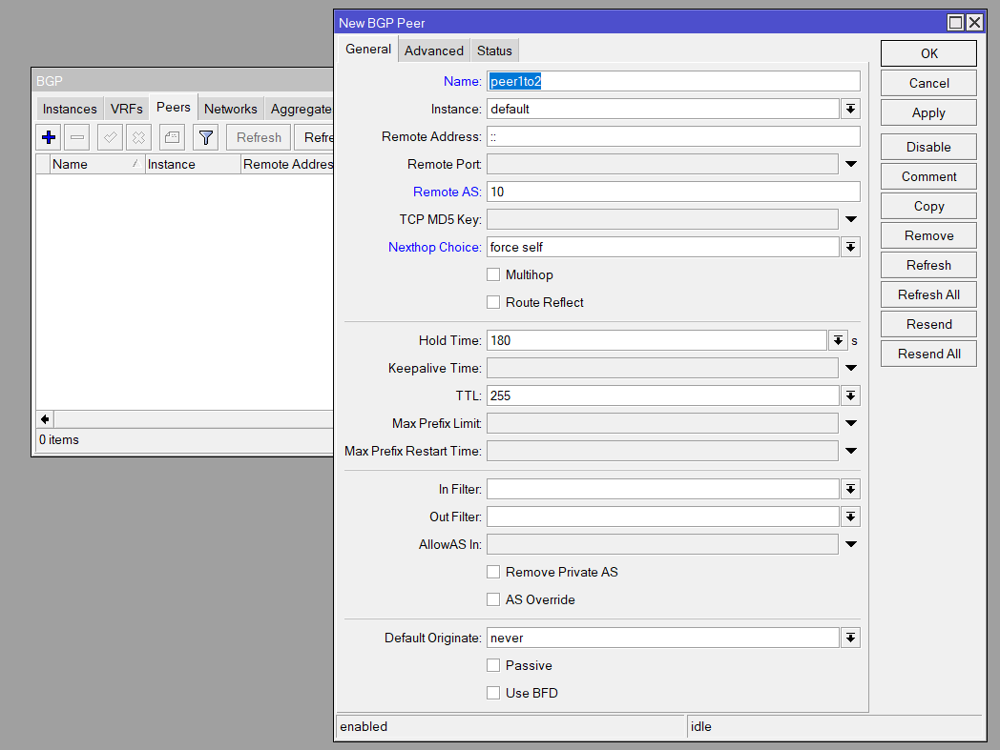 BGP
Instances VRFs Peers Networks Aggregate
Refresh Refre
Name Instance Remote Addres
0 items
New BGP Peer
General Advanced Status
Name: peer1to2
Instance: default
Remote Address: ::
Remote Port:
Remote AS: 10
TCP MD5 Key:
Nexthop Choice: force self
Multihop
Route Reflect
Hold Time: 180 s
Keepalive Time:
TTL: 255
Max Prefix Limit:
Max Prefix Restart Time:
In Filter:
Out Filter:
AllowAS In:
Remove Private AS
AS Override
Default Originate: never
Passive
Use BFD
OK
Cancel
Apply
Disable
Comment
Copy
Remove
Refresh
Refresh All
Resend
Resend All
enabled idle